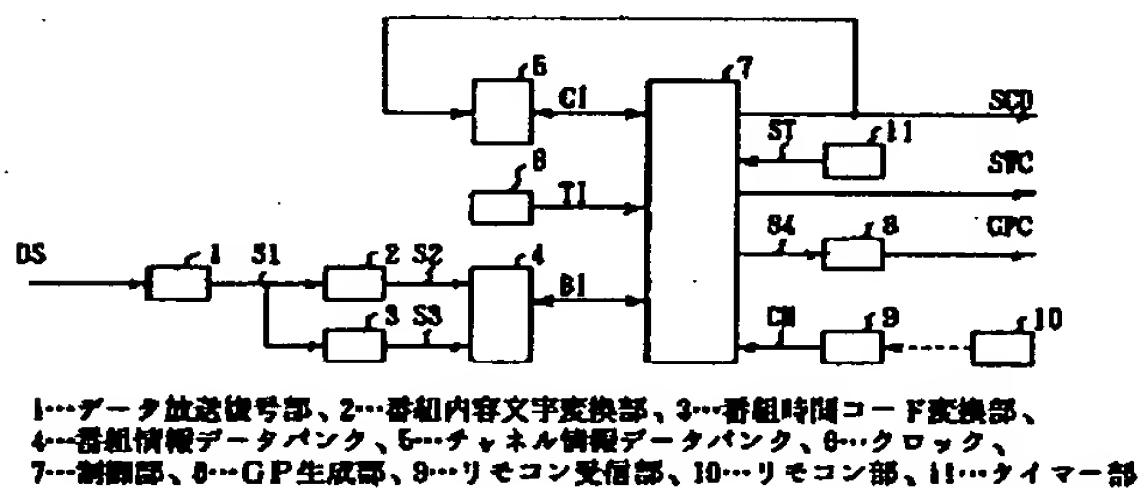 5
7
CI
SCD
ST
11
6
STC
TI
S4
8
GPC
DS
1
S1
2
S2
4
BI
3
S3
CM
9
10
1…データ放送復号部、2…番組内容文字変換部、3…番組時間コード変換部、
4…番組情報データバンク、5…チャネル情報データバンク、6…クロック、
7…制御部、8…GP生成部、9…リモコン受信部、10…リモコン部、11…タイマー部